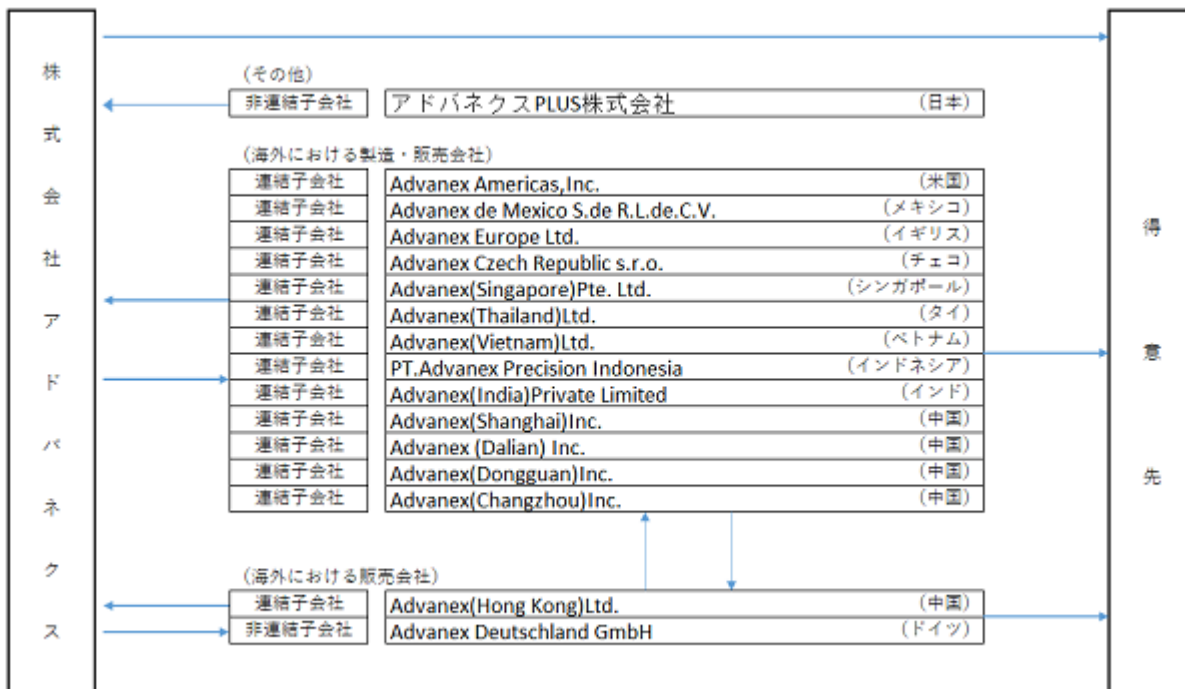 株式会社アドバネクス
(その他)
非連結子会社 アドバネクスPLUS株式会社 (日本)
(海外における製造・販売会社)
連結子会社 Advanex Americas,Inc. (米国)
連結子会社 Advanex de Mexico S.de R.L.de.C.V. (メキシコ)
連結子会社 Advanex Europe Ltd. (イギリス)
連結子会社 Advanex Czech Republic s.r.o. (チェコ)
連結子会社 Advanex(Singapore)Pte. Ltd. (シンガポール)
連結子会社 Advanex(Thailand)Ltd. (タイ)
連結子会社 Advanex(Vietnam)Ltd. (ベトナム)
連結子会社 PT.Advanex Precision Indonesia (インドネシア)
連結子会社 Advanex(India)Private Limited (インド)
連結子会社 Advanex(Shanghai)Inc. (中国)
連結子会社 Advanex (Dalian) Inc. (中国)
連結子会社 Advanex(Dongguan)Inc. (中国)
連結子会社 Advanex(Changzhou)Inc. (中国)
(海外における販売会社)
連結子会社 Advanex(Hong Kong)Ltd. (中国)
非連結子会社 Advanex Deutschland GmbH (ドイツ)
得意先